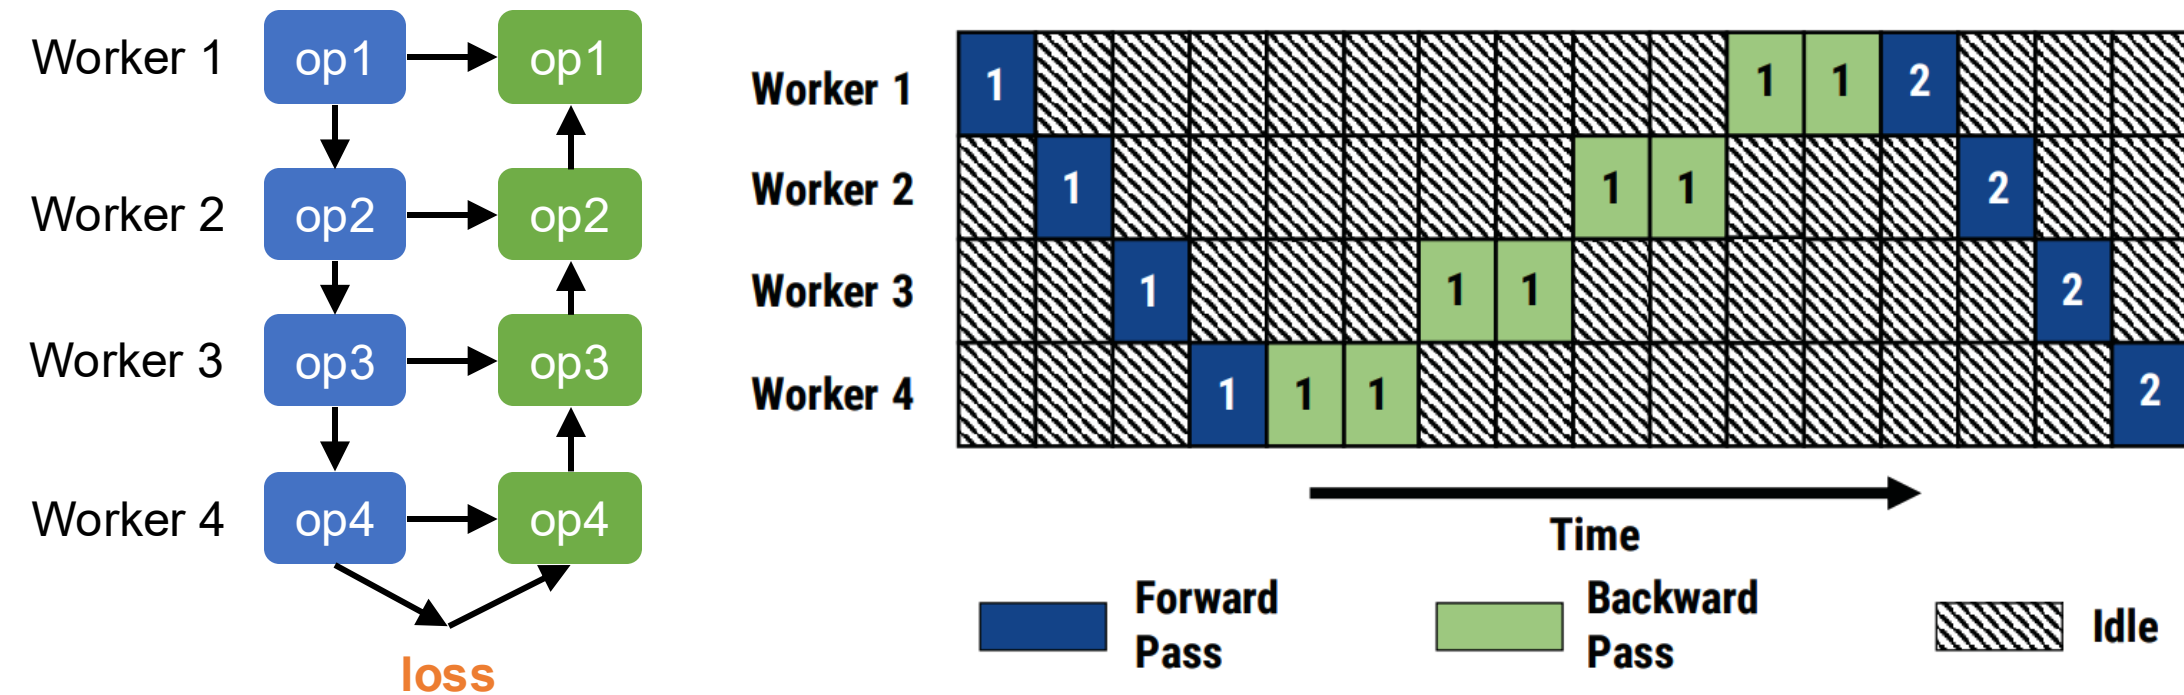 Worker 1 op1 op1
Worker 2 op2 op2
Worker 3 op3 op3
Worker 4 op4 op4
loss
Worker 1 1 1 1 2
Worker 2 1 1 1 2
Worker 3 1 1 1 2
Worker 4 1 1 1 2
Time
Forward
Pass
Backward
Pass
Idle